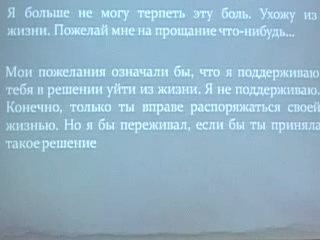 Я больше не могу терпеть эту боль. Ухожу из
жизни. Пожелай мне на прощание что-нибудь...
Мои пожелания означали бы, что я поддерживаю
тебя в решении уйти из жизни. Я не поддерживаю.
Конечно, только ты вправе распоряжаться своей
жизнью. Но я бы переживал, если бы ты приняла
такое решение